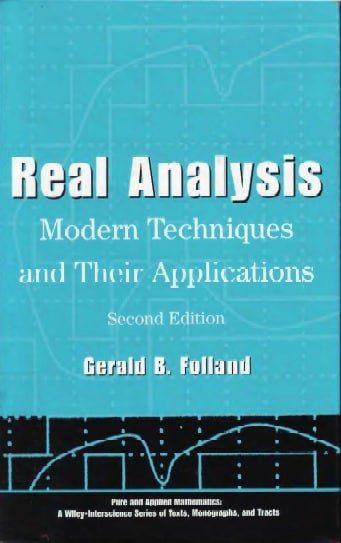 Real Analysis
Modern Techniques
and Their Applications
Second Edition
Gerald B. Folland
Pure and Applied Mathematics:
A Wiley-Interscience Series of Texts, Monographs, and Tracts